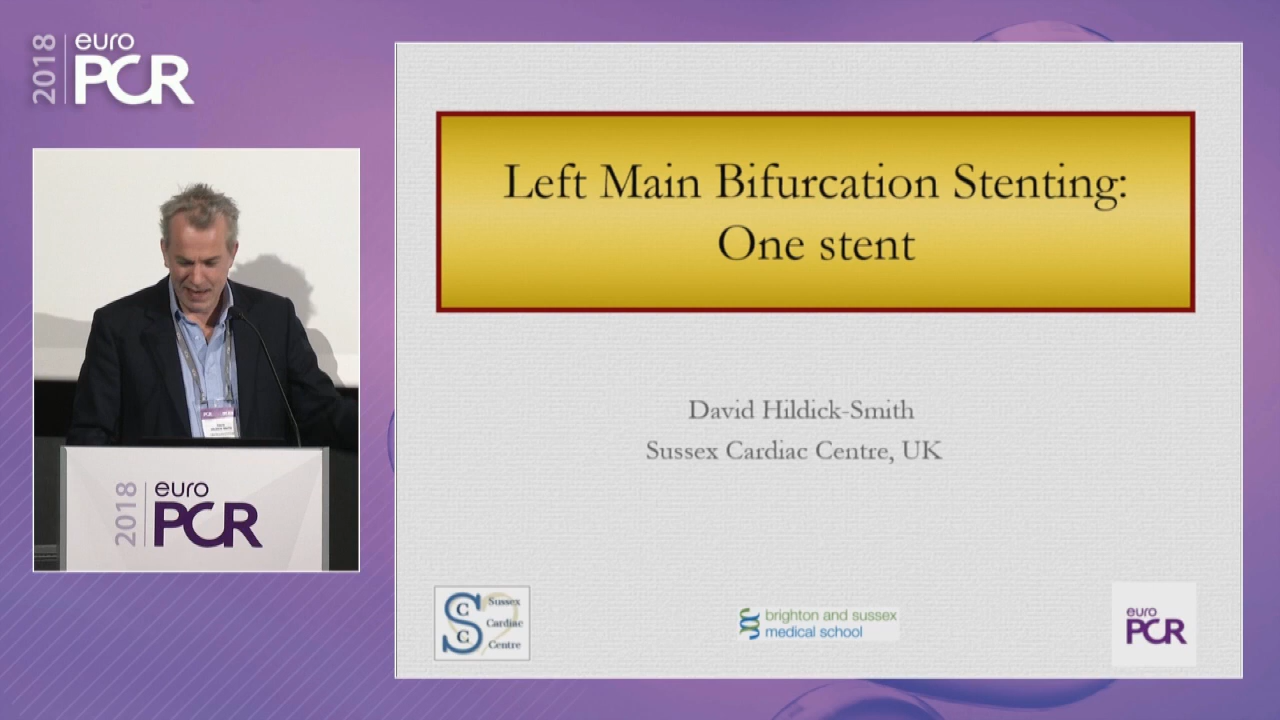 2018
euro
PCR
Left Main Bifurcation Stenting:
One stent
David Hildick-Smith
Sussex Cardiac Centre, UK
2018
euro
PCR
S
C
C
Sussex
Cardiac
Centre
brighton and sussex
medical school
euro
PCR